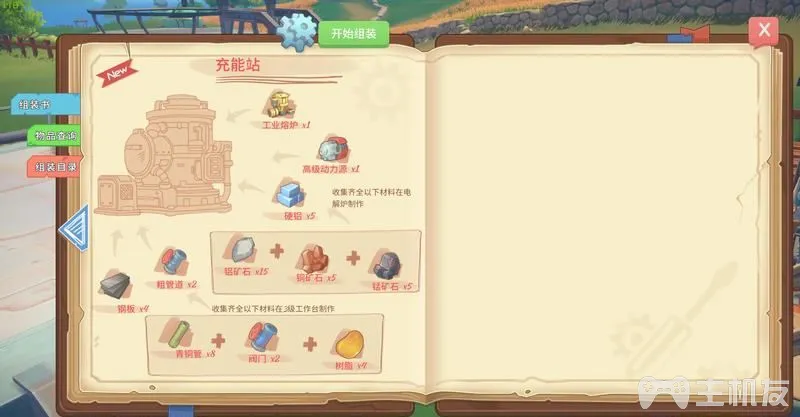 开始组装
X
New
充能站
组装书
物品查询
组装目录
工业熔炉 x1
高级动力源 x1
硬铝 x5
收集齐全以下材料在电
解炉制作
铝矿石 x15
铜矿石 x5
锰矿石 x5
粗管道 x2
钢板 x4
收集齐全以下材料在3级工作台制作
青铜管 x8
阀门 x2
树脂 x4
主机友